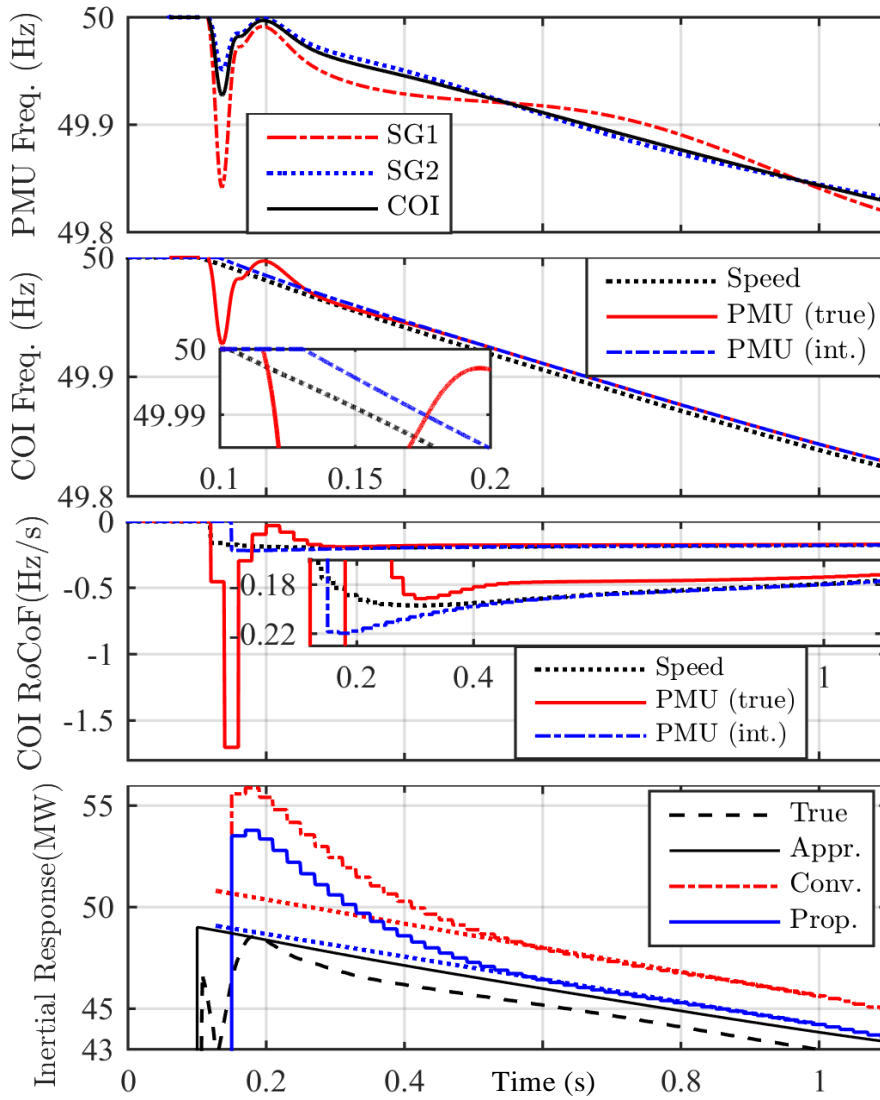 50
49.9
49.8
PMU Freq. (Hz)
SG1
SG2
COI
50
49.9
49.8
COI Freq. (Hz)
Speed
PMU (true)
PMU (int.)
50
49.99
0.1
0.15
0.2
0
-0.5
-1
-1.5
COI RoCoF(Hz/s)
0.18
0.22
0.2
0.4
1
Speed
PMU (true)
PMU (int.)
55
50
45
43
Inertial Response(MW)
True
Appr.
Conv.
Prop.
0
0.2
0.4
Time (s)
0.8
1